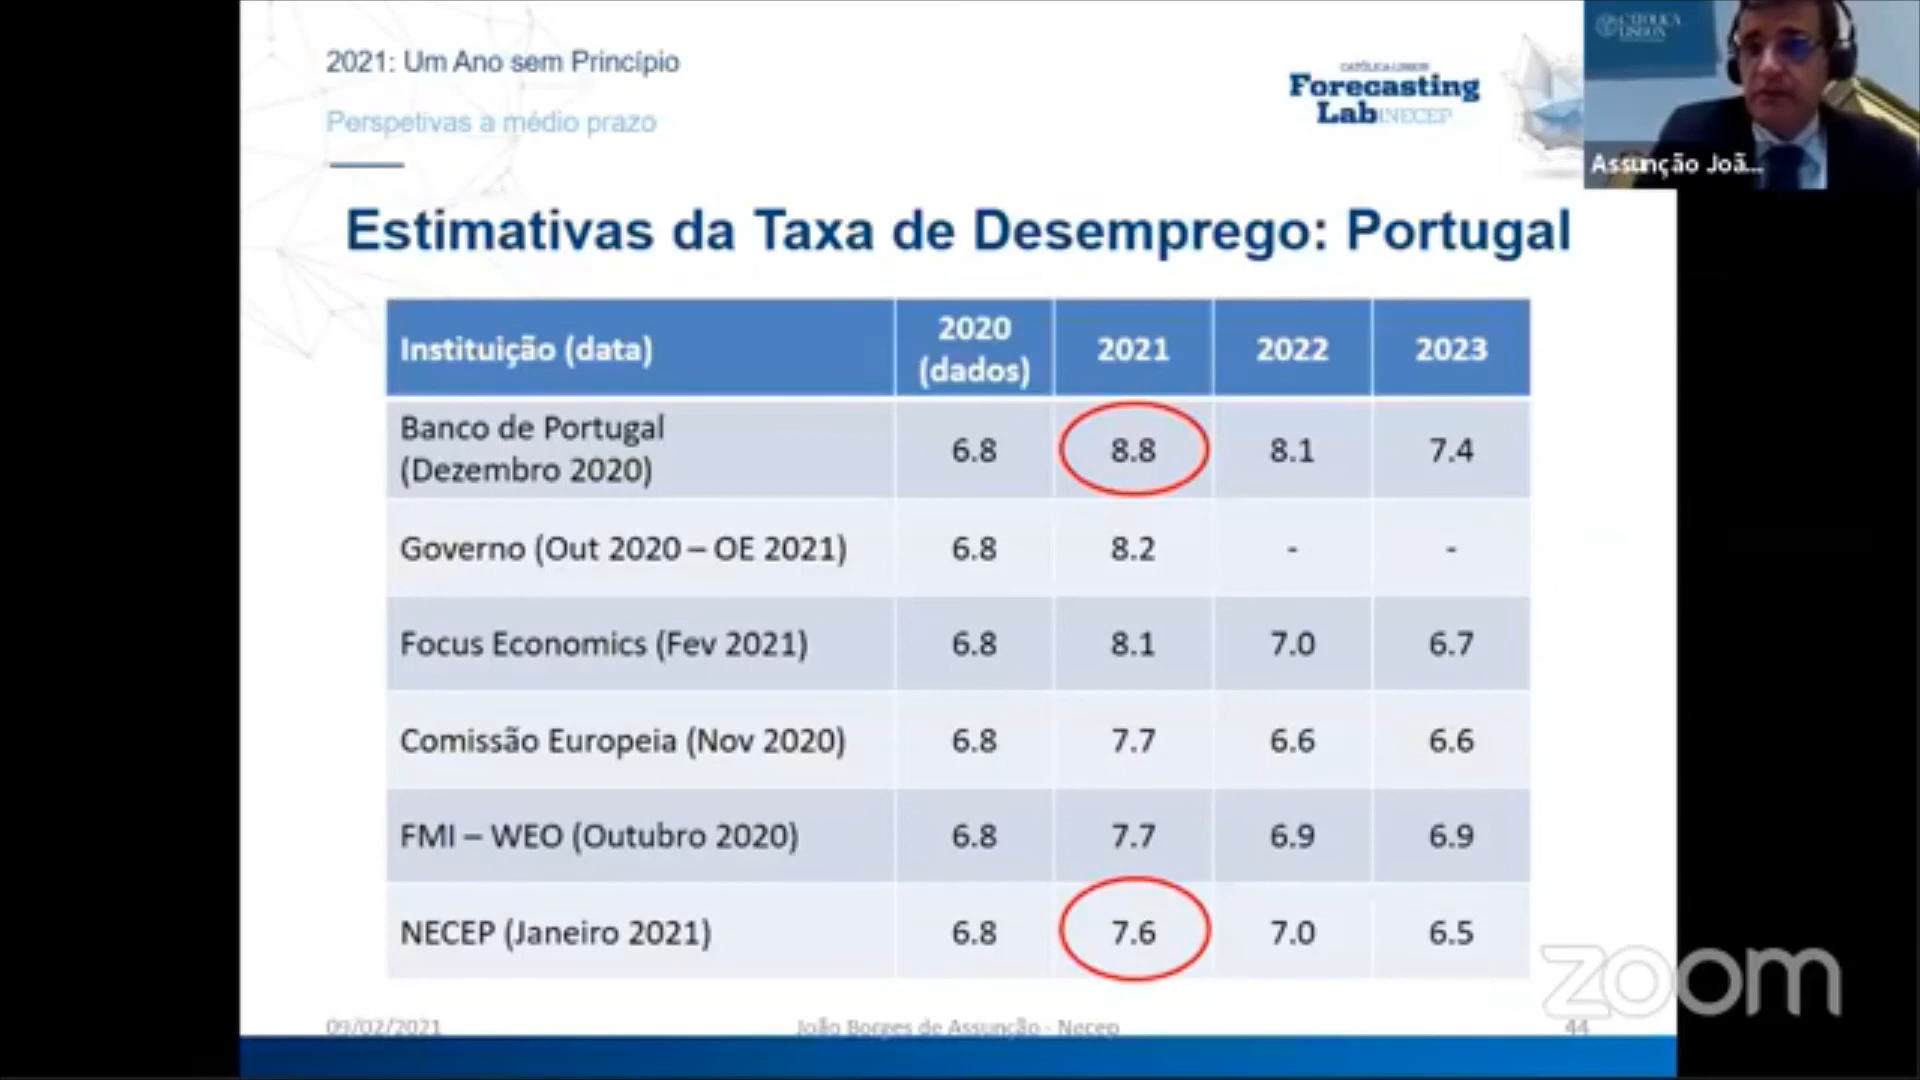 2021: Um Ano sem Princípio
Perspetivas a médio prazo
CATÓLICA-LISBON
Forecasting
Lab NECEP
CATÓLICA
LISBON
Assunção Joã...
Estimativas da Taxa de Desemprego: Portugal
Instituição (data) 2020 (dados) 2021 2022 2023
Banco de Portugal
(Dezembro 2020) 6.8 8.8 8.1 7.4
Governo (Out 2020 – OE 2021) 6.8 8.2 - -
Focus Economics (Fev 2021) 6.8 8.1 7.0 6.7
Comissão Europeia (Nov 2020) 6.8 7.7 6.6 6.6
FMI – WEO (Outubro 2020) 6.8 7.7 6.9 6.9
NECEP (Janeiro 2021) 6.8 7.6 7.0 6.5
zoom
09/02/2021 João Borges de Assunção - Necep 44